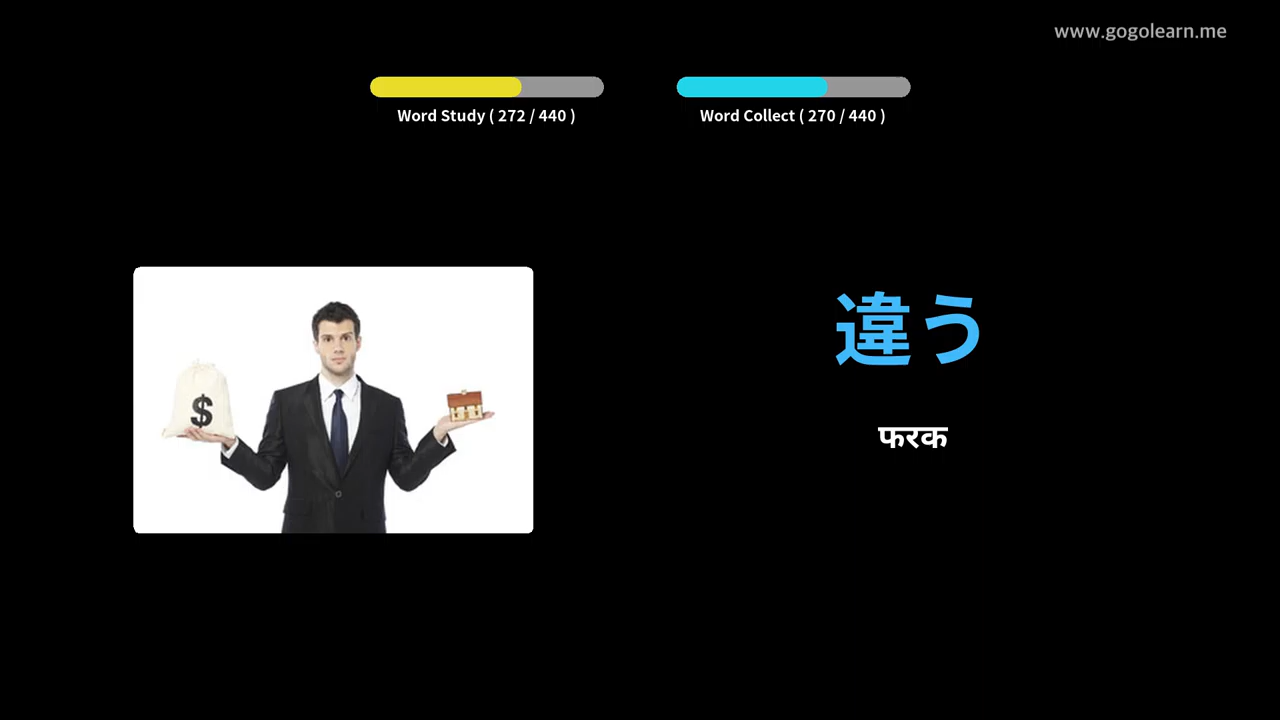 www.gogolearn.me
Word Study ( 272 / 440 )
Word Collect ( 270 / 440 )
$
違う
फरक